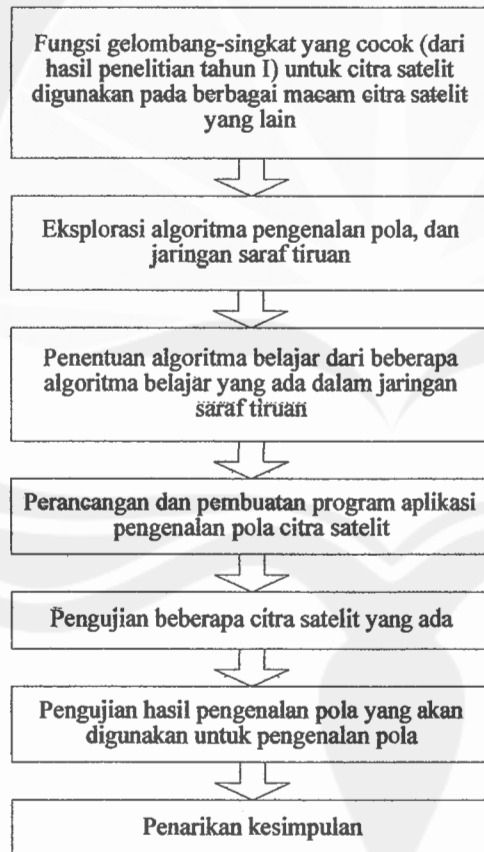 Fungsi gelombang-singkat yang cocok (dari
hasil penelitian tahun I) untuk citra satelit
digunakan pada berbagai macam citra satelit
yang lain
Eksplorasi algoritma pengenalan pola, dan
jaringan saraf tiruan
Penentuan algoritma belajar dari beberapa
algoritma belajar yang ada dalam jaringan
saraf tiruan
Perancangan dan pembuatan program aplikasi
pengenalan pola citra satelit
Pengujian beberapa citra satelit yang ada
Pengujian hasil pengenalan pola yang akan
digunakan untuk pengenalan pola
Penarikan kesimpulan